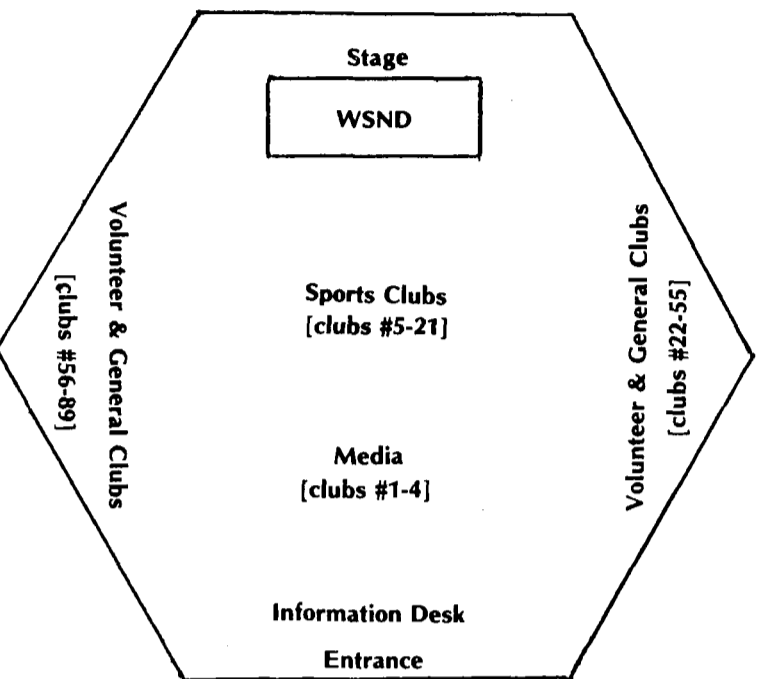 Stage
WSND
Volunteer & General Clubs
[clubs #56-89]
Sports Clubs
[clubs #5-21]
Volunteer & General Clubs
[clubs #22-55]
Media
[clubs #1-4]
Information Desk
Entrance